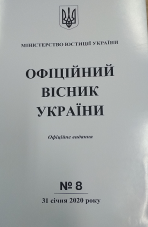 МІНІСТЕРСТВО ЮСТИЦІЇ УКРАЇНИ
ОФІЦІЙНИЙ
ВІСНИК
УКРАЇНИ
Офіційне видання
№ 8
31 січня 2020 року